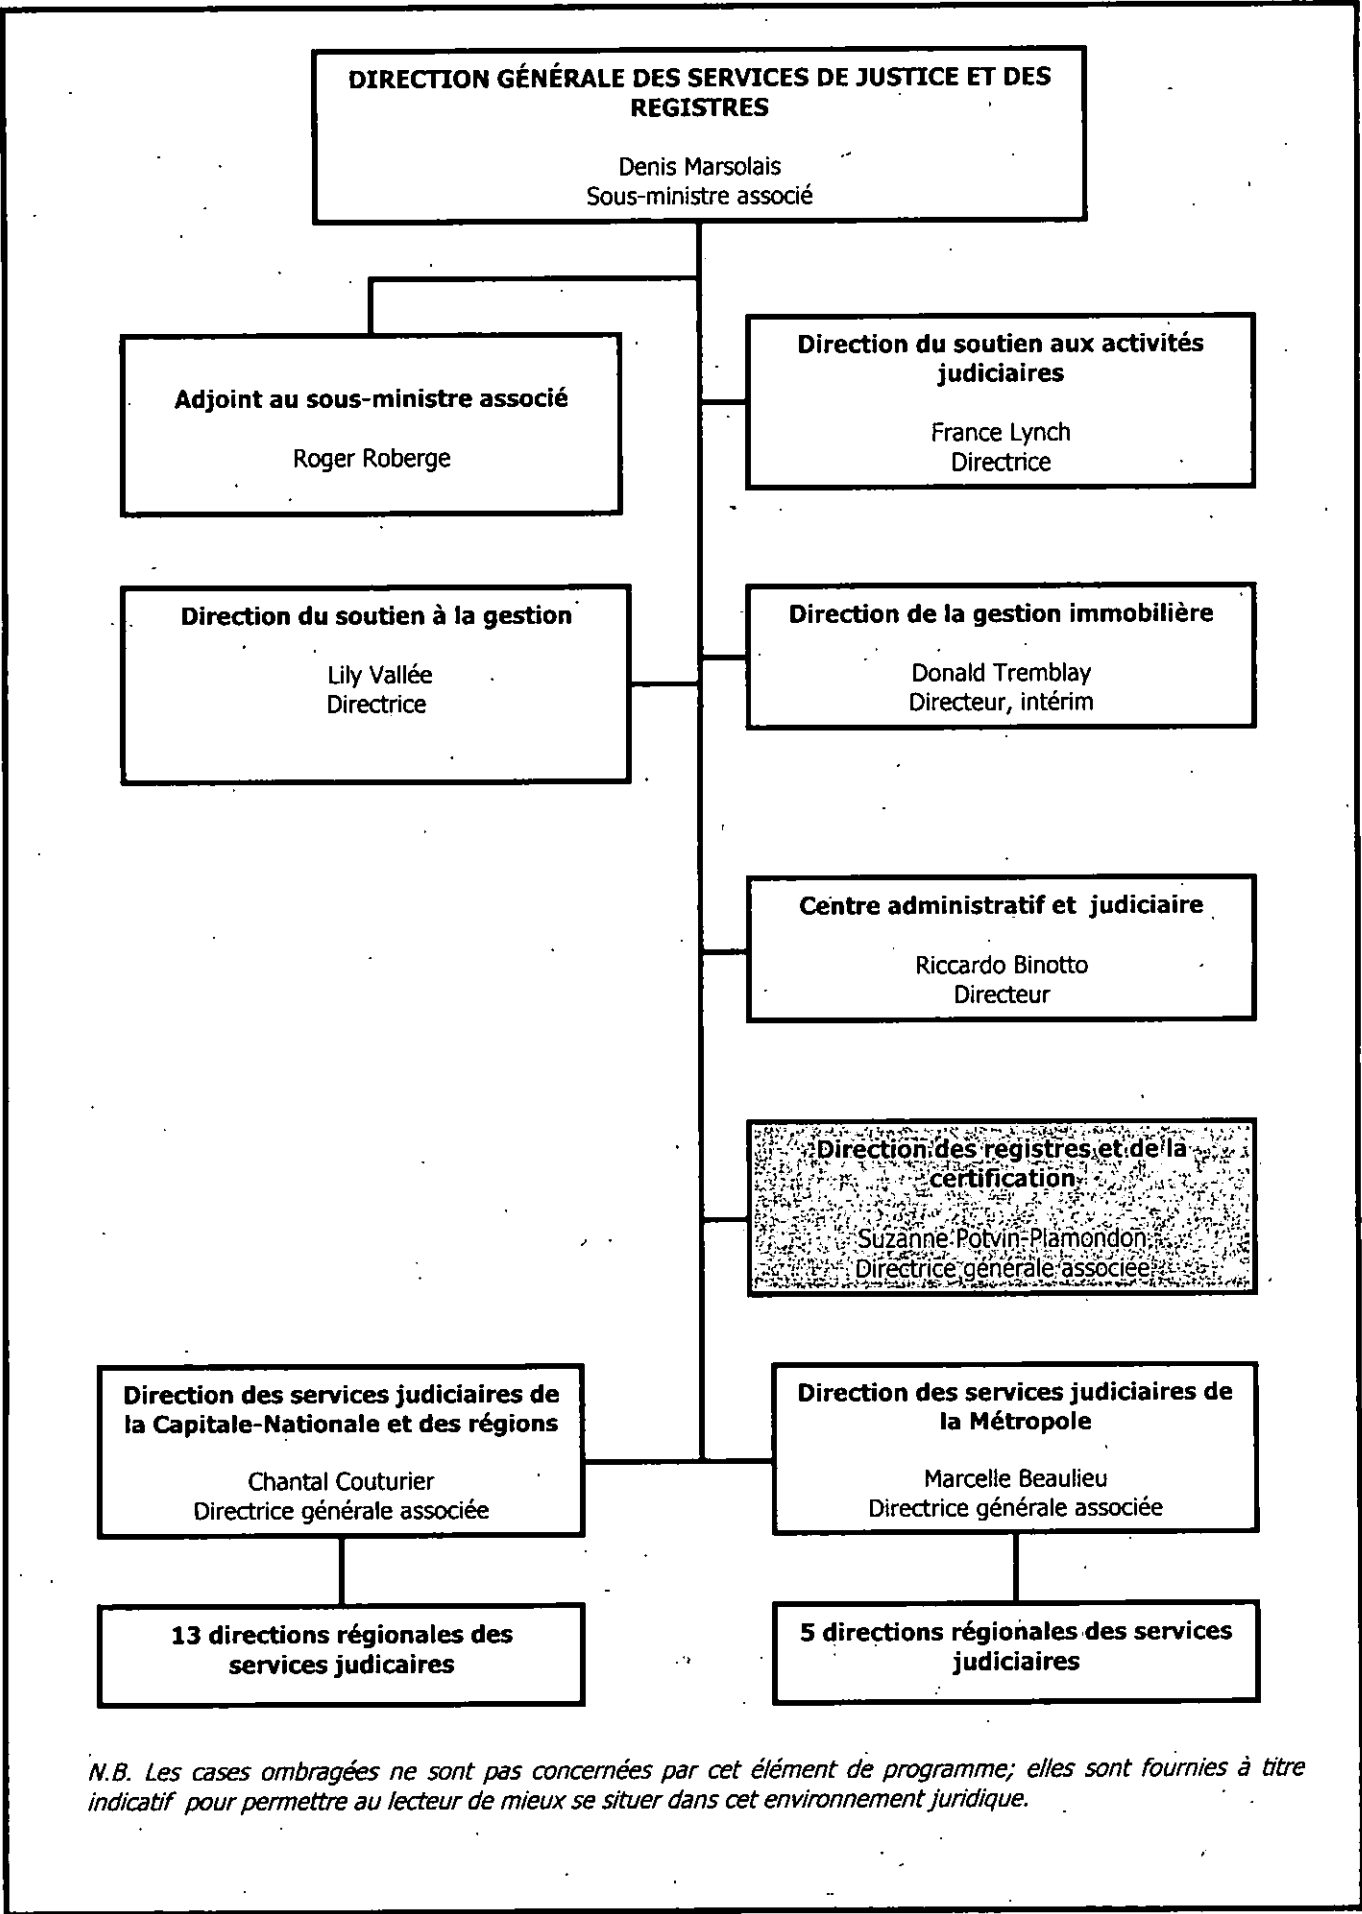 DIRECTION GÉNÉRALE DES SERVICES DE JUSTICE ET DES
REGISTRES
Denis Marsolais
Sous-ministre associé
Adjoint au sous-ministre associé
Roger Roberge
Direction du soutien aux activités
judiciaires
France Lynch
Directrice
Direction du soutien à la gestion
Lily Vallée
Directrice
Direction de la gestion immobilière
Donald Tremblay
Directeur, intérim
Centre administratif et judiciaire
Riccardo Binotto
Directeur
Direction des registres et de la
certification
Suzanne Potvin-Plamondon
Directrice générale associée
Direction des services judiciaires de
la Capitale-Nationale et des régions
Chantal Couturier
Directrice générale associée
Direction des services judiciaires de
la Métropole
Marcelle Beaulieu
Directrice générale associée
13 directions régionales des
services judicaires
5 directions régionales des services
judiciaires
N.B. Les cases ombragées ne sont pas concernées par cet élément de programme; elles sont fournies à titre
indicatif pour permettre au lecteur de mieux se situer dans cet environnement juridique.